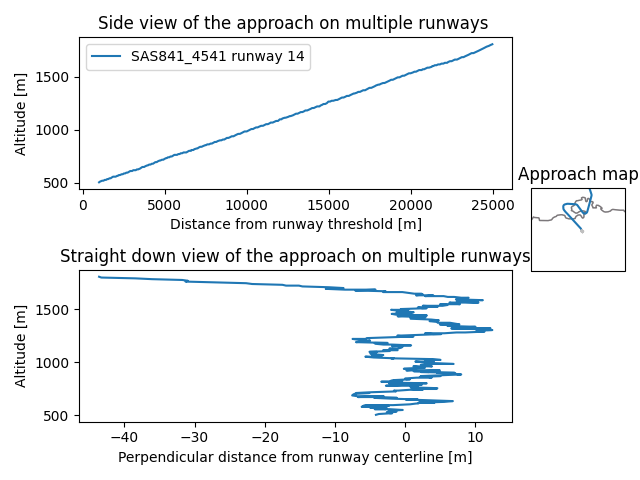 Side view of the approach on multiple runways
SAS841_4541 runway 14
Altitude [m]
1500
1000
500
0
5000
10000
15000
20000
25000
Distance from runway threshold [m]
Approach map
Straight down view of the approach on multiple runways
Altitude [m]
1500
1000
500
−40
−30
−20
−10
0
10
Perpendicular distance from runway centerline [m]